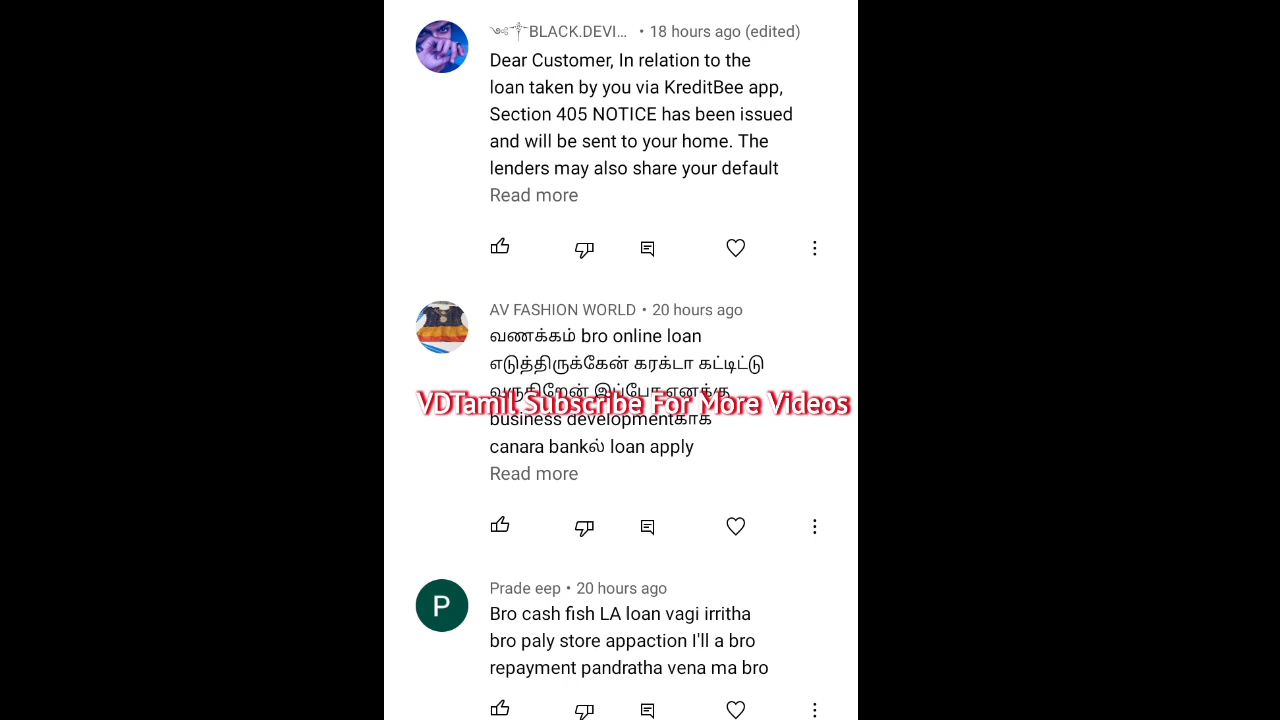 ༺༒BLACK.DEVI... • 18 hours ago (edited)
Dear Customer, In relation to the
loan taken by you via KreditBee app,
Section 405 NOTICE has been issued
and will be sent to your home. The
lenders may also share your default
Read more
AV FASHION WORLD • 20 hours ago
வணக்கம் bro online loan
எடுத்திருக்கேன் கரக்டா கட்டிட்டு
வருகிறேன் இப்போ எனக்கு
VDTamil Subscribe For More Videos
business developmentகாக
canara bankல் loan apply
Read more
P
Prade eep • 20 hours ago
Bro cash fish LA loan vagi irritha
bro paly store appaction I'll a bro
repayment pandratha vena ma bro